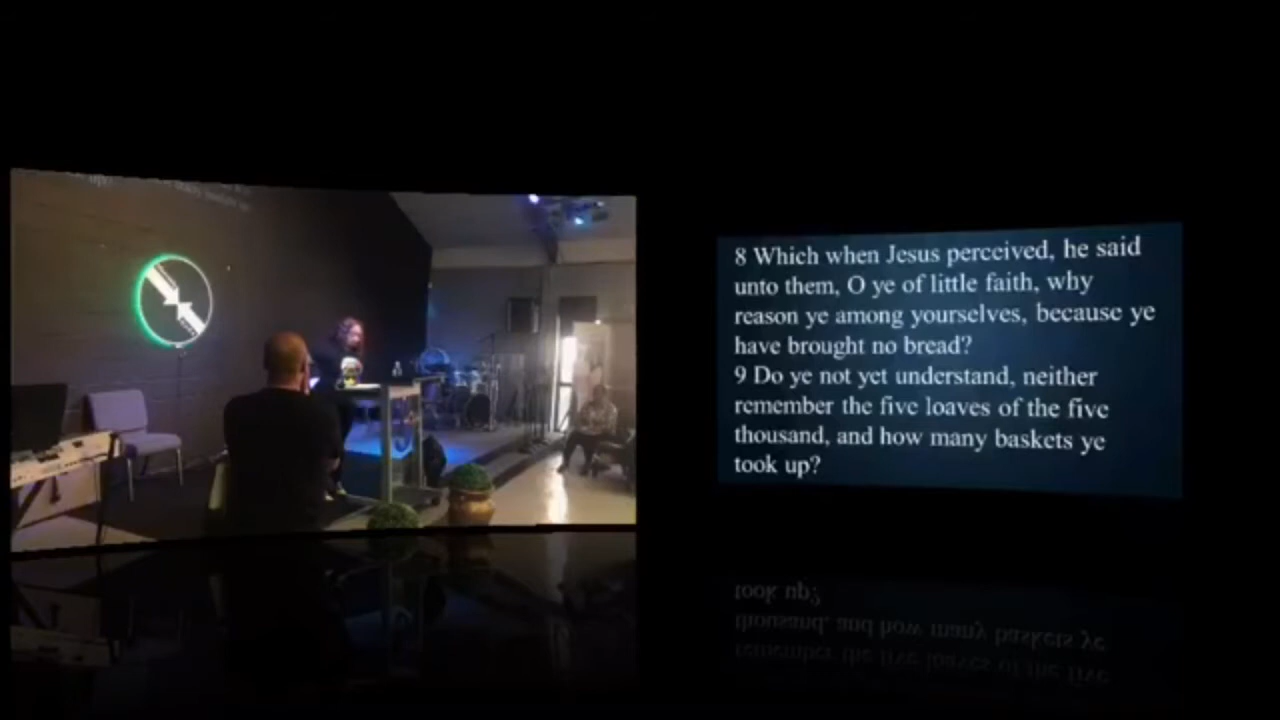 8 Which when Jesus perceived, he said
unto them, O ye of little faith, why
reason ye among yourselves, because ye
have brought no bread?
9 Do ye not yet understand, neither
remember the five loaves of the five
thousand, and how many baskets ye
took up?